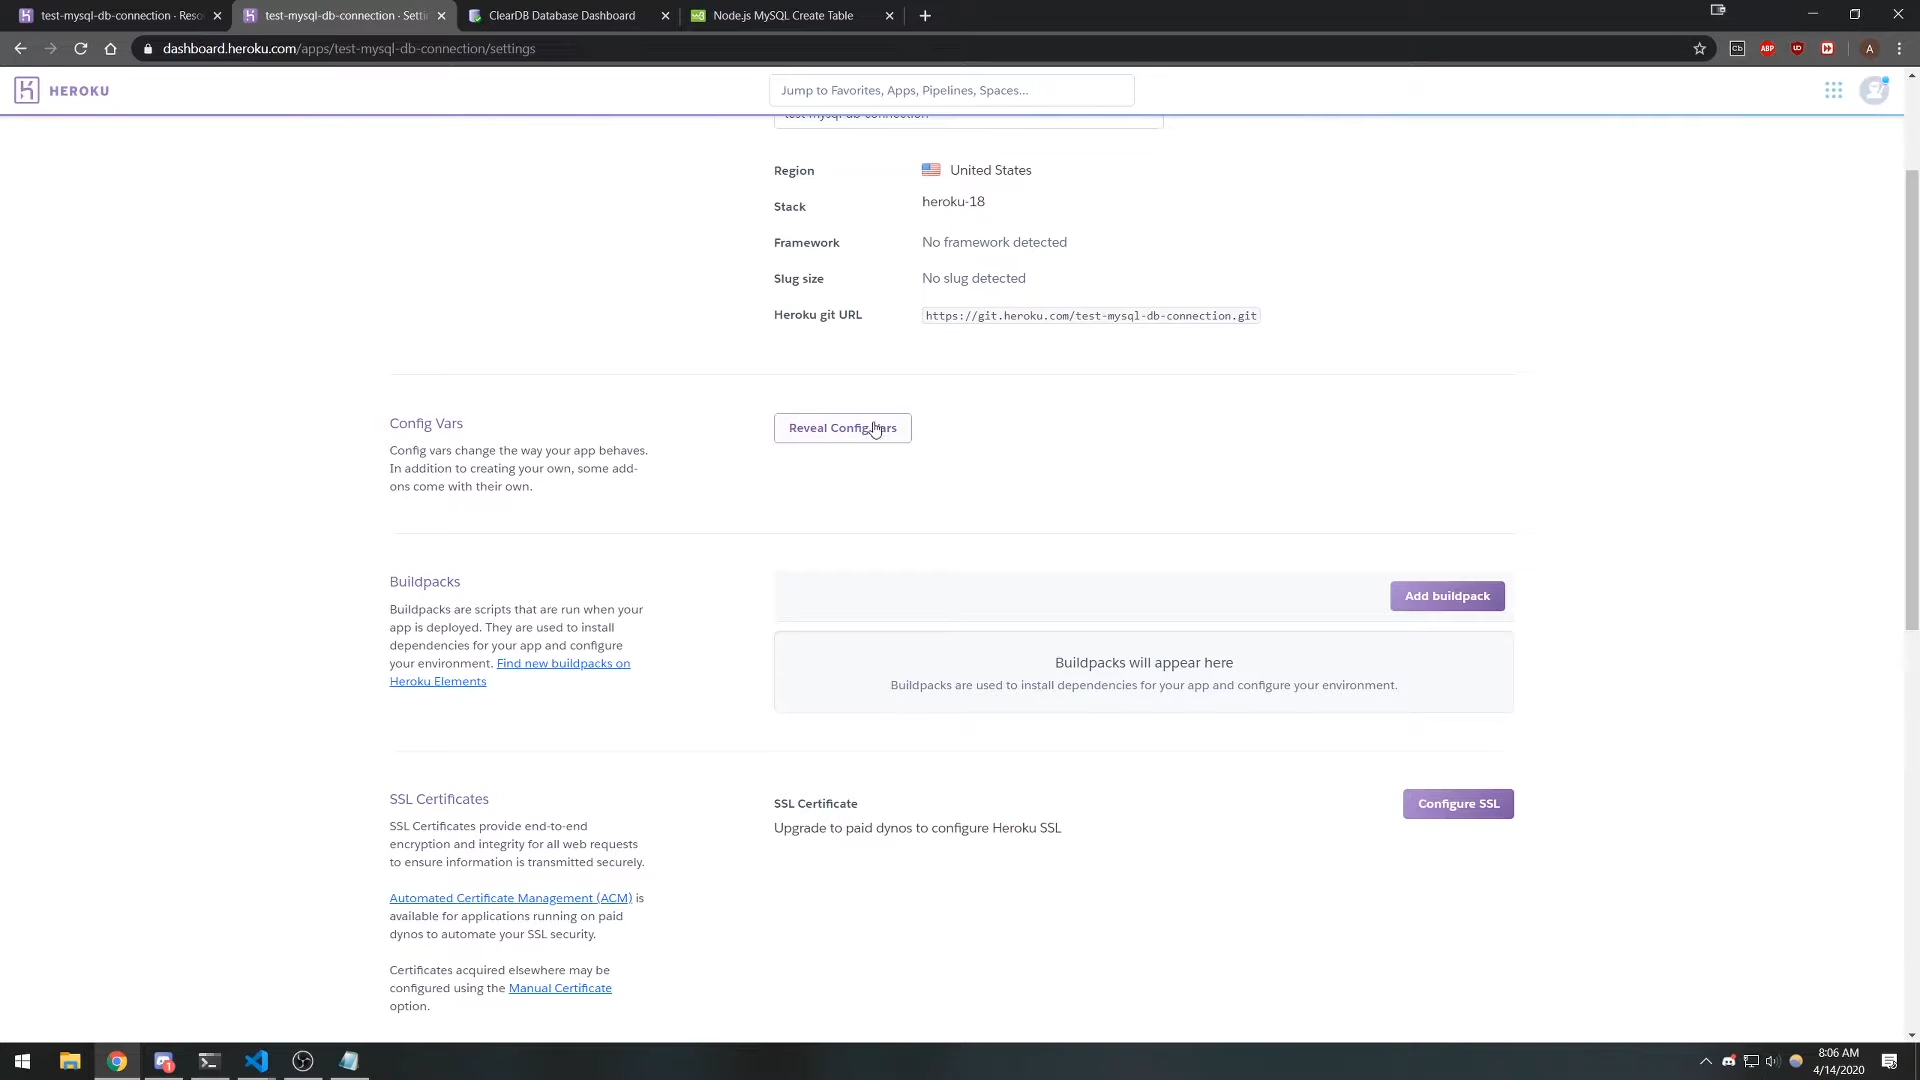 test-mysql-db-connection · Reso
test-mysql-db-connection · Setti
ClearDB Database Dashboard
Node.js MySQL Create Table
dashboard.heroku.com/apps/test-mysql-db-connection/settings
HEROKU
Jump to Favorites, Apps, Pipelines, Spaces...
test-mysql-db-connection
Region
United States
Stack
heroku-18
Framework
No framework detected
Slug size
No slug detected
Heroku git URL
https://git.heroku.com/test-mysql-db-connection.git
Config Vars
Reveal Config Vars
Config vars change the way your app behaves.
In addition to creating your own, some add-
ons come with their own.
Buildpacks
Add buildpack
Buildpacks are scripts that are run when your
app is deployed. They are used to install
dependencies for your app and configure
your environment. Find new buildpacks on
Heroku Elements
Buildpacks will appear here
Buildpacks are used to install dependencies for your app and configure your environment.
SSL Certificates
SSL Certificates provide end-to-end
encryption and integrity for all web requests
to ensure information is transmitted securely.
Automated Certificate Management (ACM) is
available for applications running on paid
dynos to automate your SSL security.
Certificates acquired elsewhere may be
configured using the Manual Certificate
option.
SSL Certificate
Configure SSL
Upgrade to paid dynos to configure Heroku SSL
8:06 AM
4/14/2020